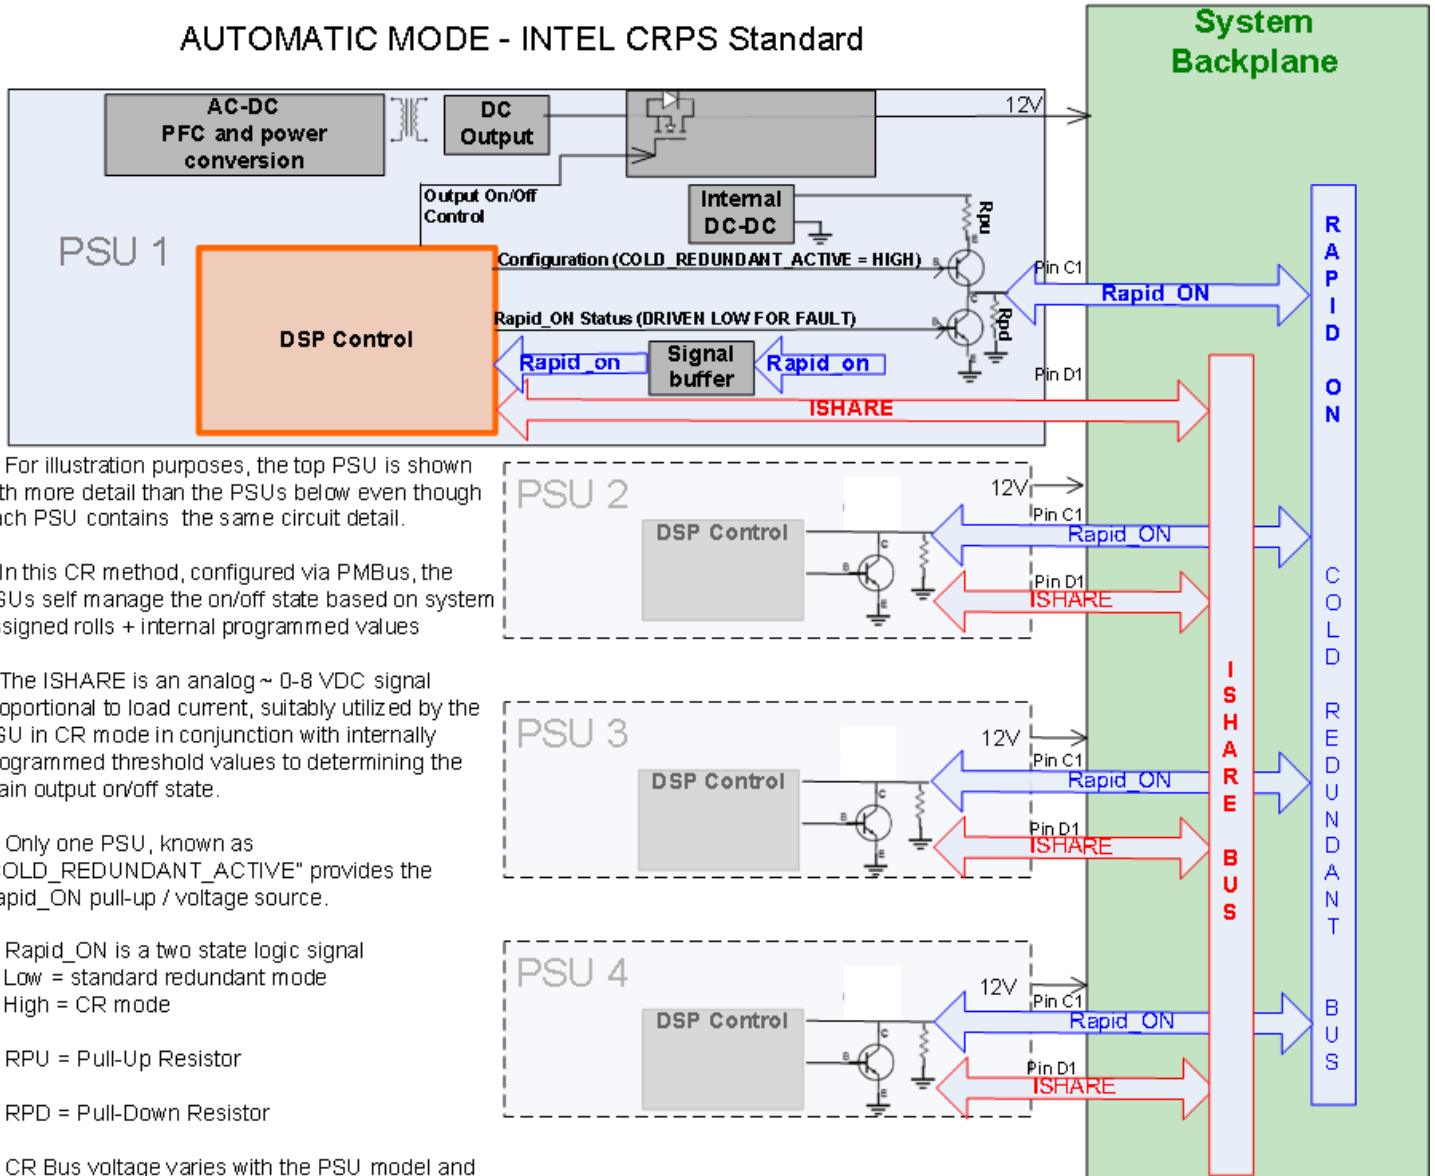 AUTOMATIC MODE - INTEL CRPS Standard
System
Backplane
AC-DC
PFC and power
conversion
DC
Output
12V
Output On/Off
Control
Internal
DC-DC
Rpu
PSU 1
Configuration (COLD_REDUNDANT_ACTIVE = HIGH)
B
E
C
Pin C1
Rapid_ON
Rapid_ON Status (DRIVEN LOW FOR FAULT)
B
E
Rpd
DSP Control
Rapid_on
Signal
buffer
Rapid_on
Pin D1
ISHARE
RAPID ON
COLD REDUNDANT BUS
ISHARE BUS
For illustration purposes, the top PSU is shown
more detail than the PSUs below even though
PSU contains the same circuit detail.
In this CR method, configured via PMBus, the
self manage the on/off state based on system
rolls + internal programmed values
The ISHARE is an analog ~ 0-8 VDC signal
to load current, suitably utilized by the
in CR mode in conjunction with internally
threshold values to determining the
output on/off state.
Only one PSU, known as
OLD_REDUNDANT_ACTIVE" provides the
apid_ON pull-up / voltage source.
Rapid_ON is a two state logic signal
Low = standard redundant mode
High = CR mode
RPU = Pull-Up Resistor
RPD = Pull-Down Resistor
CR Bus voltage varies with the PSU model and
PSU 2
12V
DSP Control
C
B
E
Pin C1
Rapid_ON
Pin D1
ISHARE
PSU 3
12V
DSP Control
C
B
E
Pin C1
Rapid_ON
Pin D1
ISHARE
PSU 4
12V
DSP Control
C
B
E
Pin C1
Rapid_ON
Pin D1
ISHARE